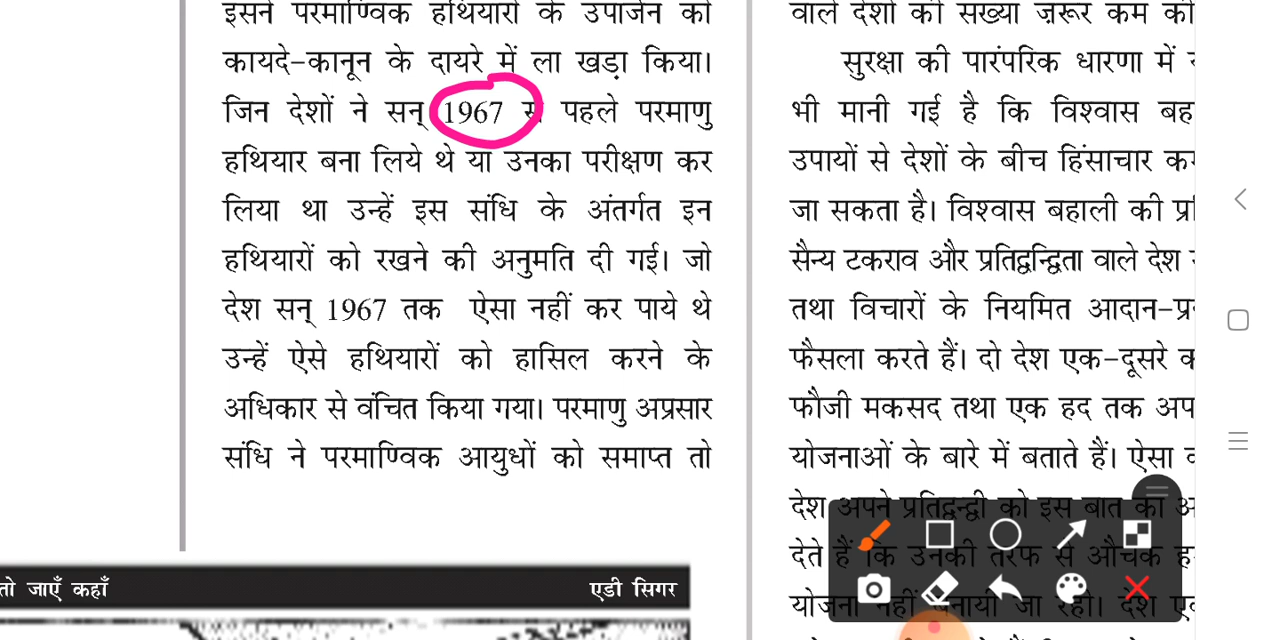 इसने परमाण्विक हथियारों के उपार्जन को
कायदे-कानून के दायरे में ला खड़ा किया।
जिन देशों ने सन् 1967 से पहले परमाणु
हथियार बना लिये थे या उनका परीक्षण कर
लिया था उन्हें इस संधि के अंतर्गत इन
हथियारों को रखने की अनुमति दी गई। जो
देश सन् 1967 तक ऐसा नहीं कर पाये थे
उन्हें ऐसे हथियारों को हासिल करने के
अधिकार से वंचित किया गया। परमाणु अप्रसार
संधि ने परमाण्विक आयुधों को समाप्त तो
वाले देशों की संख्या ज़रूर कम की
सुरक्षा की पारंपरिक धारणा में
भी मानी गई है कि विश्वास
उपायों से देशों के बीच हिंसाचार
जा सकता है। विश्वास बहाली की
सैन्य टकराव और प्रतिद्वन्द्विता वाले देश
तथा विचारों के नियमित
फैसला करते हैं। दो देश एक-दूसरे
फौजी मकसद तथा एक हद तक
योजनाओं के बारे में बताते हैं। ऐसा
देश अपने प्रतिद्वन्द्वी को इस बात का
देते हैं कि उनकी तरफ से औचक
योजना नहीं बनायी जा रही। देश
तो जाएँ कहाँ
एडी सिगर